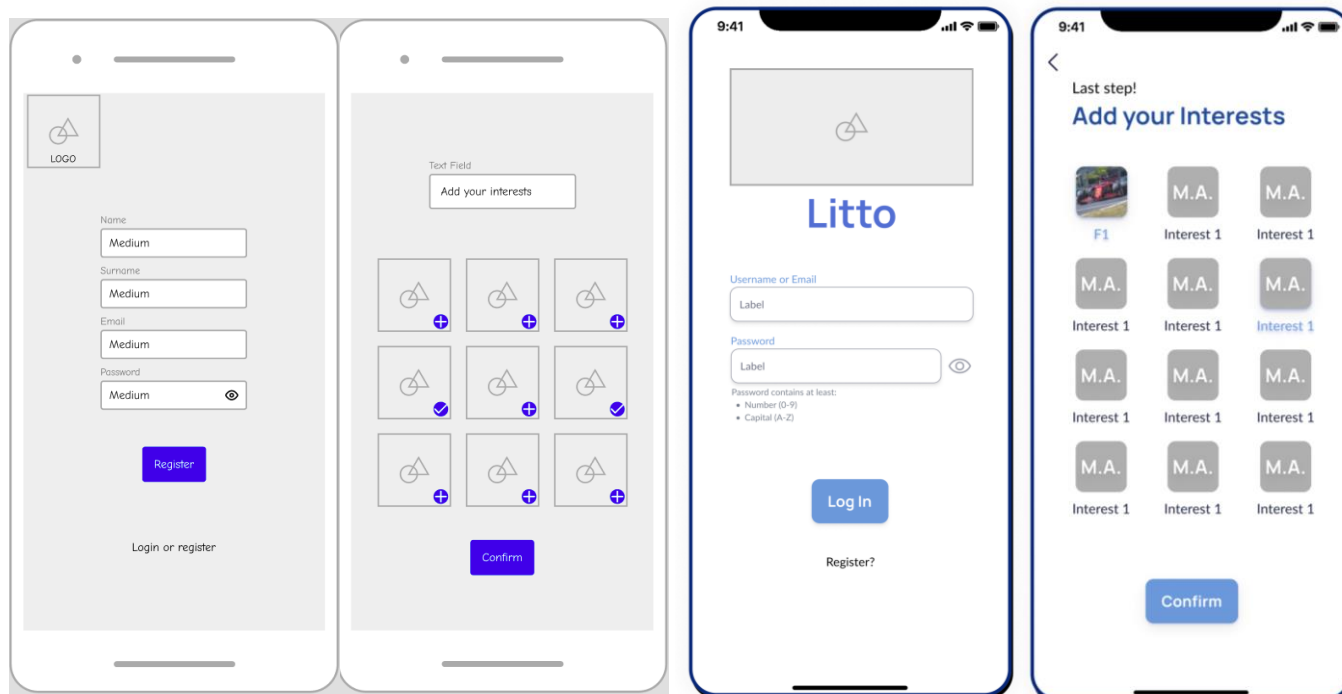 LOGO
Name
Medium
Surname
Medium
Email
Medium
Password
Medium
Register
Login or register
Text Field
Add your interests
Confirm
9:41
Litto
Username or Email
Label
Password
Label
Password contains at least:
• Number (0-9)
• Capital (A-Z)
Log In
Register?
9:41
Last step!
Add your Interests
M.A. M.A.
F1 Interest 1 Interest 1
M.A. M.A. M.A.
Interest 1 Interest 1 Interest 1
M.A. M.A. M.A.
Interest 1 Interest 1 Interest 1
M.A. M.A. M.A.
Interest 1 Interest 1 Interest 1
Confirm